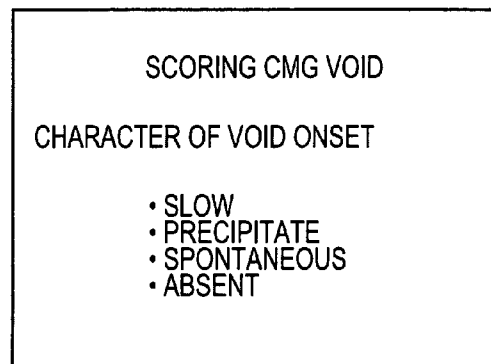 SCORING CMG VOID
CHARACTER OF VOID ONSET
• SLOW
• PRECIPITATE
• SPONTANEOUS
• ABSENT